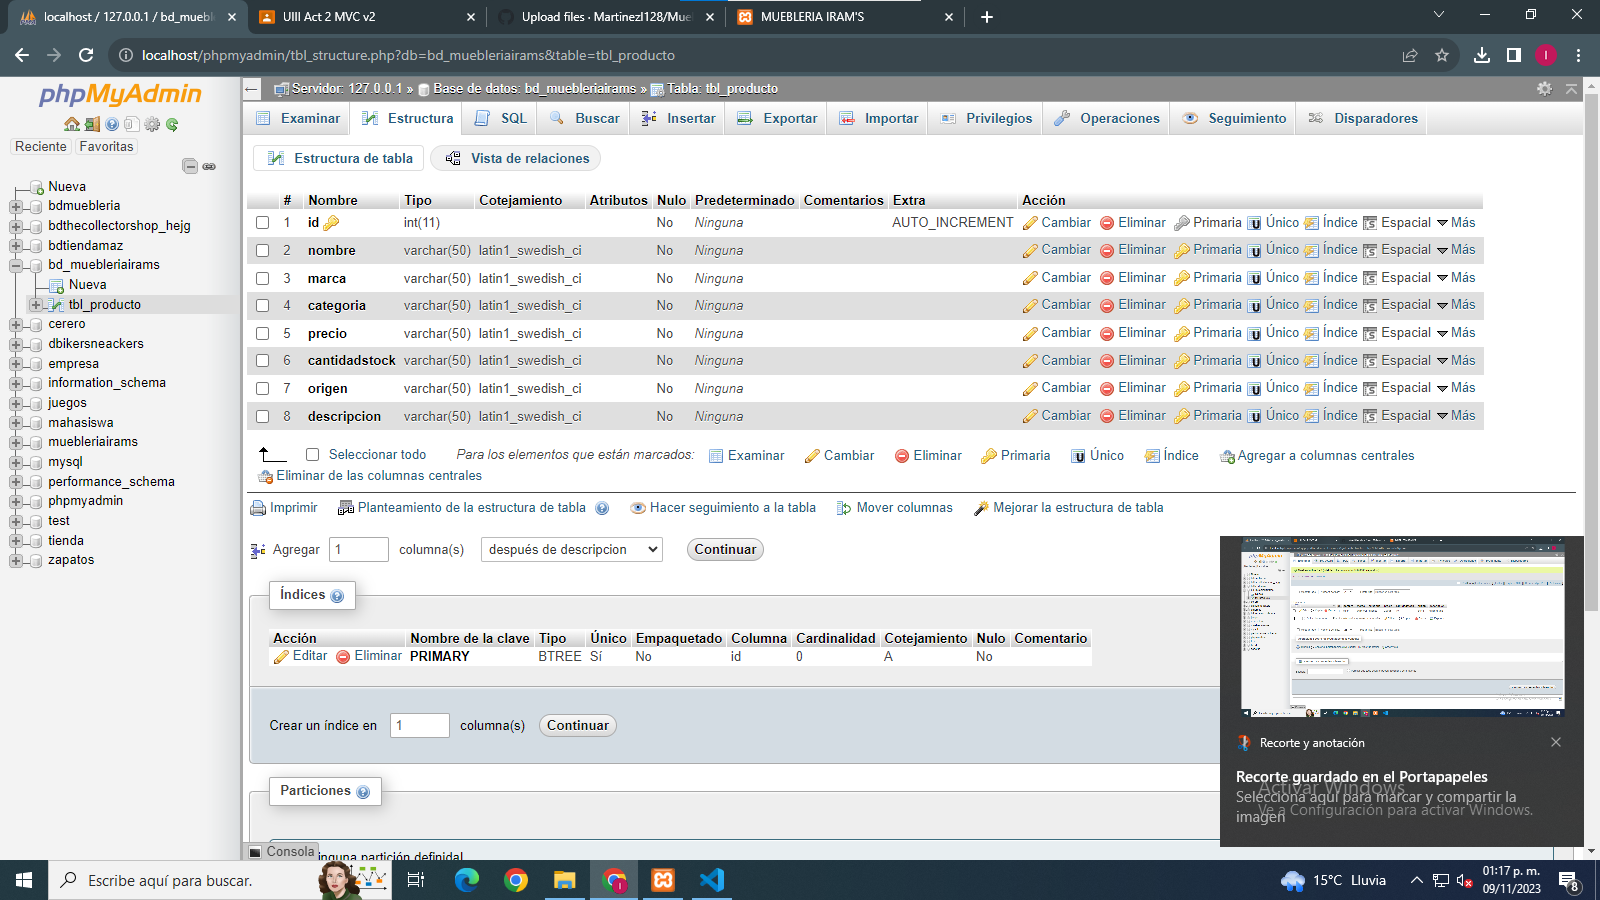 localhost / 127.0.0.1 / bd_muebl
UIII Act 2 MVC v2
Upload files · Martinezl128/Mue
MUEBLERIA IRAM'S
localhost/phpmyadmin/tbl_structure.php?db=bd_muebleriairams&table=tbl_producto
I
phpMyAdmin
Reciente
Favoritas
Nueva
bdmuebleria
bdthecollectorshop_hejg
bdtiendamaz
bd_muebleriairams
Nueva
tbl_producto
cerero
dbikersneackers
empresa
information_schema
juegos
mahasiswa
muebleriairams
mysql
performance_schema
phpmyadmin
test
tienda
zapatos
Servidor: 127.0.0.1 » Base de datos: bd_muebleriairams » Tabla: tbl_producto
Examinar Estructura SQL Buscar Insertar Exportar Importar Privilegios Operaciones Seguimiento Disparadores
Estructura de tabla Vista de relaciones
# Nombre Tipo Cotejamiento Atributos Nulo Predeterminado Comentarios Extra Acción
1 id int(11) No Ninguna AUTO_INCREMENT Cambiar Eliminar Primaria Único Índice Espacial Más
2 nombre varchar(50) latin1_swedish_ci No Ninguna Cambiar Eliminar Primaria Único Índice Espacial Más
3 marca varchar(50) latin1_swedish_ci No Ninguna Cambiar Eliminar Primaria Único Índice Espacial Más
4 categoria varchar(50) latin1_swedish_ci No Ninguna Cambiar Eliminar Primaria Único Índice Espacial Más
5 precio varchar(50) latin1_swedish_ci No Ninguna Cambiar Eliminar Primaria Único Índice Espacial Más
6 cantidadstock varchar(50) latin1_swedish_ci No Ninguna Cambiar Eliminar Primaria Único Índice Espacial Más
7 origen varchar(50) latin1_swedish_ci No Ninguna Cambiar Eliminar Primaria Único Índice Espacial Más
8 descripcion varchar(50) latin1_swedish_ci No Ninguna Cambiar Eliminar Primaria Único Índice Espacial Más
Seleccionar todo Para los elementos que están marcados: Examinar Cambiar Eliminar Primaria Único Índice Agregar a columnas centrales
Eliminar de las columnas centrales
Imprimir Planteamiento de la estructura de tabla Hacer seguimiento a la tabla Mover columnas Mejorar la estructura de tabla
Agregar 1 columna(s) después de descripcion Continuar
Índices
Acción Nombre de la clave Tipo Único Empaquetado Columna Cardinalidad Cotejamiento Nulo Comentario
Editar Eliminar PRIMARY BTREE Sí No id 0 A No
Crear un índice en 1 columna(s) Continuar
Particiones
Consola
inguna partición definida!
Recorte y anotación
Recorte guardado en el Portapapeles
Selecciona aquí para marcar y compartir la
imagen
Activar Windows
Ve a Configuración para activar Windows.
Escribe aquí para buscar.
15°C Lluvia
01:17 p. m.
09/11/2023
8